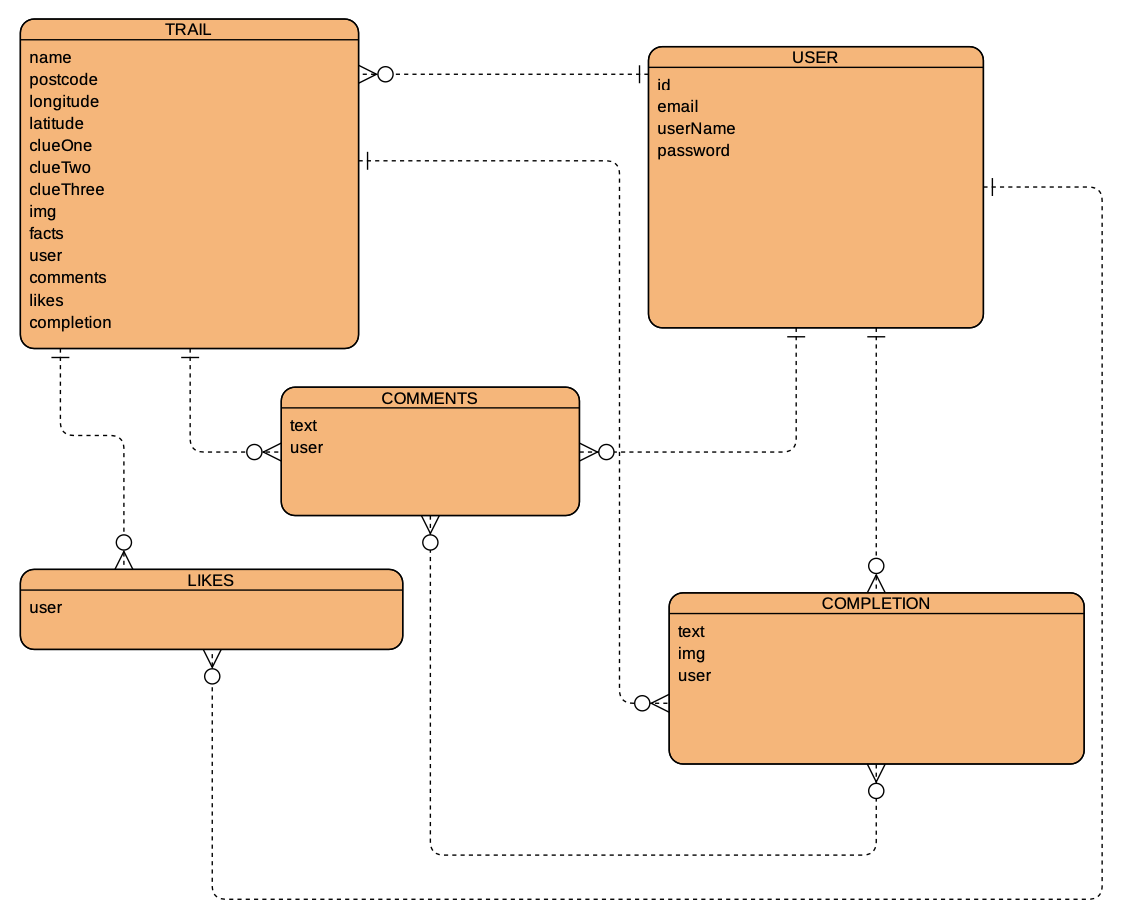 TRAIL
name
postcode
longitude
latitude
clueOne
clueTwo
clueThree
img
facts
user
comments
likes
completion
USER
id
email
userName
password
COMMENTS
text
user
LIKES
user
COMPLETION
text
img
user